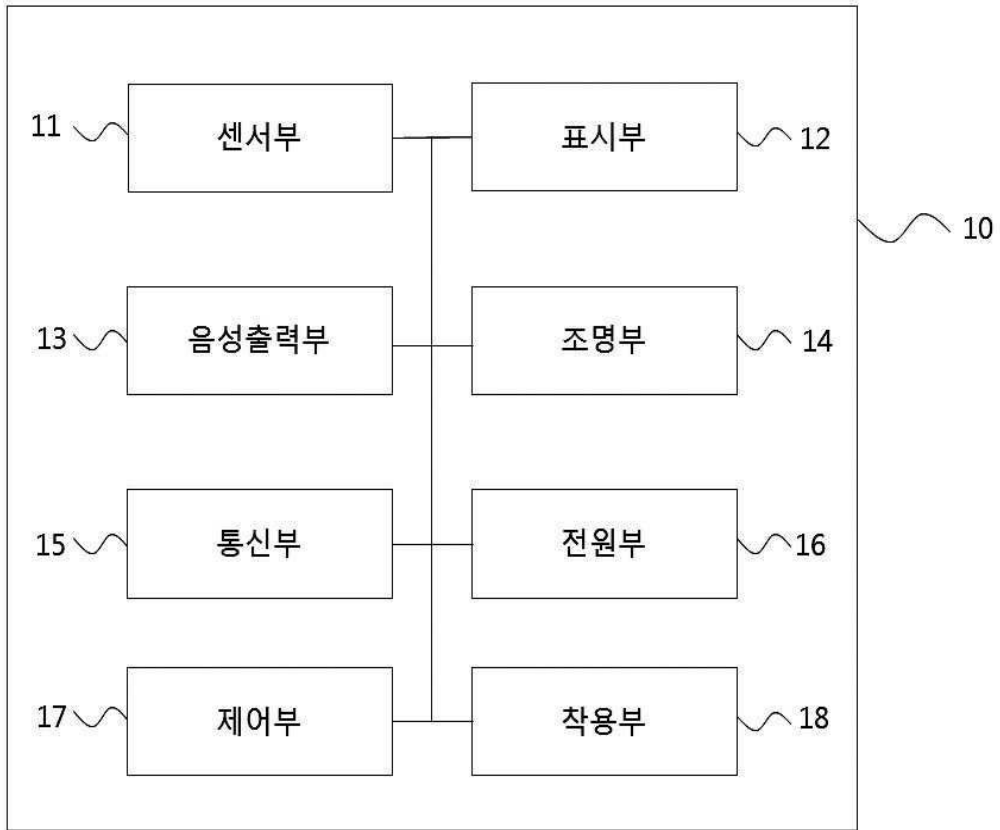 11 센서부 표시부 12
10
13 음성출력부 조명부 14
15 통신부 전원부 16
17 제어부 착용부 18